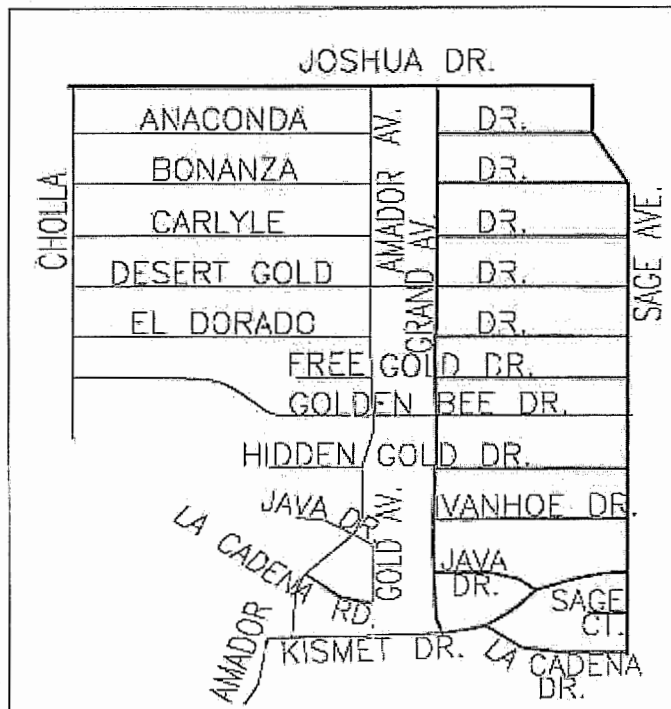 JOSHUA DR.
ANACONDA DR.
BONANZA DR.
CARLYLE DR.
DESERT GOLD DR.
EL DORADO DR.
CHOLLA
AMADOR AV.
GRAND AV.
SAGE AVE.
FREE GOLD DR.
GOLDEN BEE DR.
HIDDEN GOLD DR.
JAVA DR
GOLD AV.
IVANHOE DR.
LA CADENA RD.
JAVA DR.
SAGE CT.
AMADOR
KISMET DR.
LA CADENA DR.